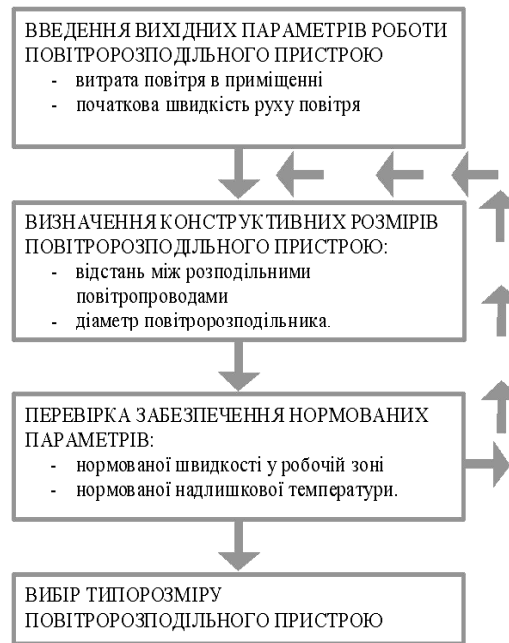 ВВЕДЕННЯ ВИХІДНИХ ПАРАМЕТРІВ РОБОТИ
ПОВІТРОРОЗПОДІЛЬНОГО ПРИСТРОЮ
- витрата повітря в приміщенні
- початкова швидкість руху повітря
ВИЗНАЧЕННЯ КОНСТРУКТИВНИХ РОЗМІРІВ
ПОВІТРОРОЗПОДІЛЬНОГО ПРИСТРОЮ:
- відстань між розподільними
повітропроводами
- діаметр повітророзподільника.
ПЕРЕВІРКА ЗАБЕЗПЕЧЕННЯ НОРМОВАНИХ
ПАРАМЕТРІВ:
- нормованої швидкості у робочій зоні
- нормованої надлишкової температури.
ВИБІР ТИПОРОЗМІРУ
ПОВІТРОРОЗПОДІЛЬНОГО ПРИСТРОЮ